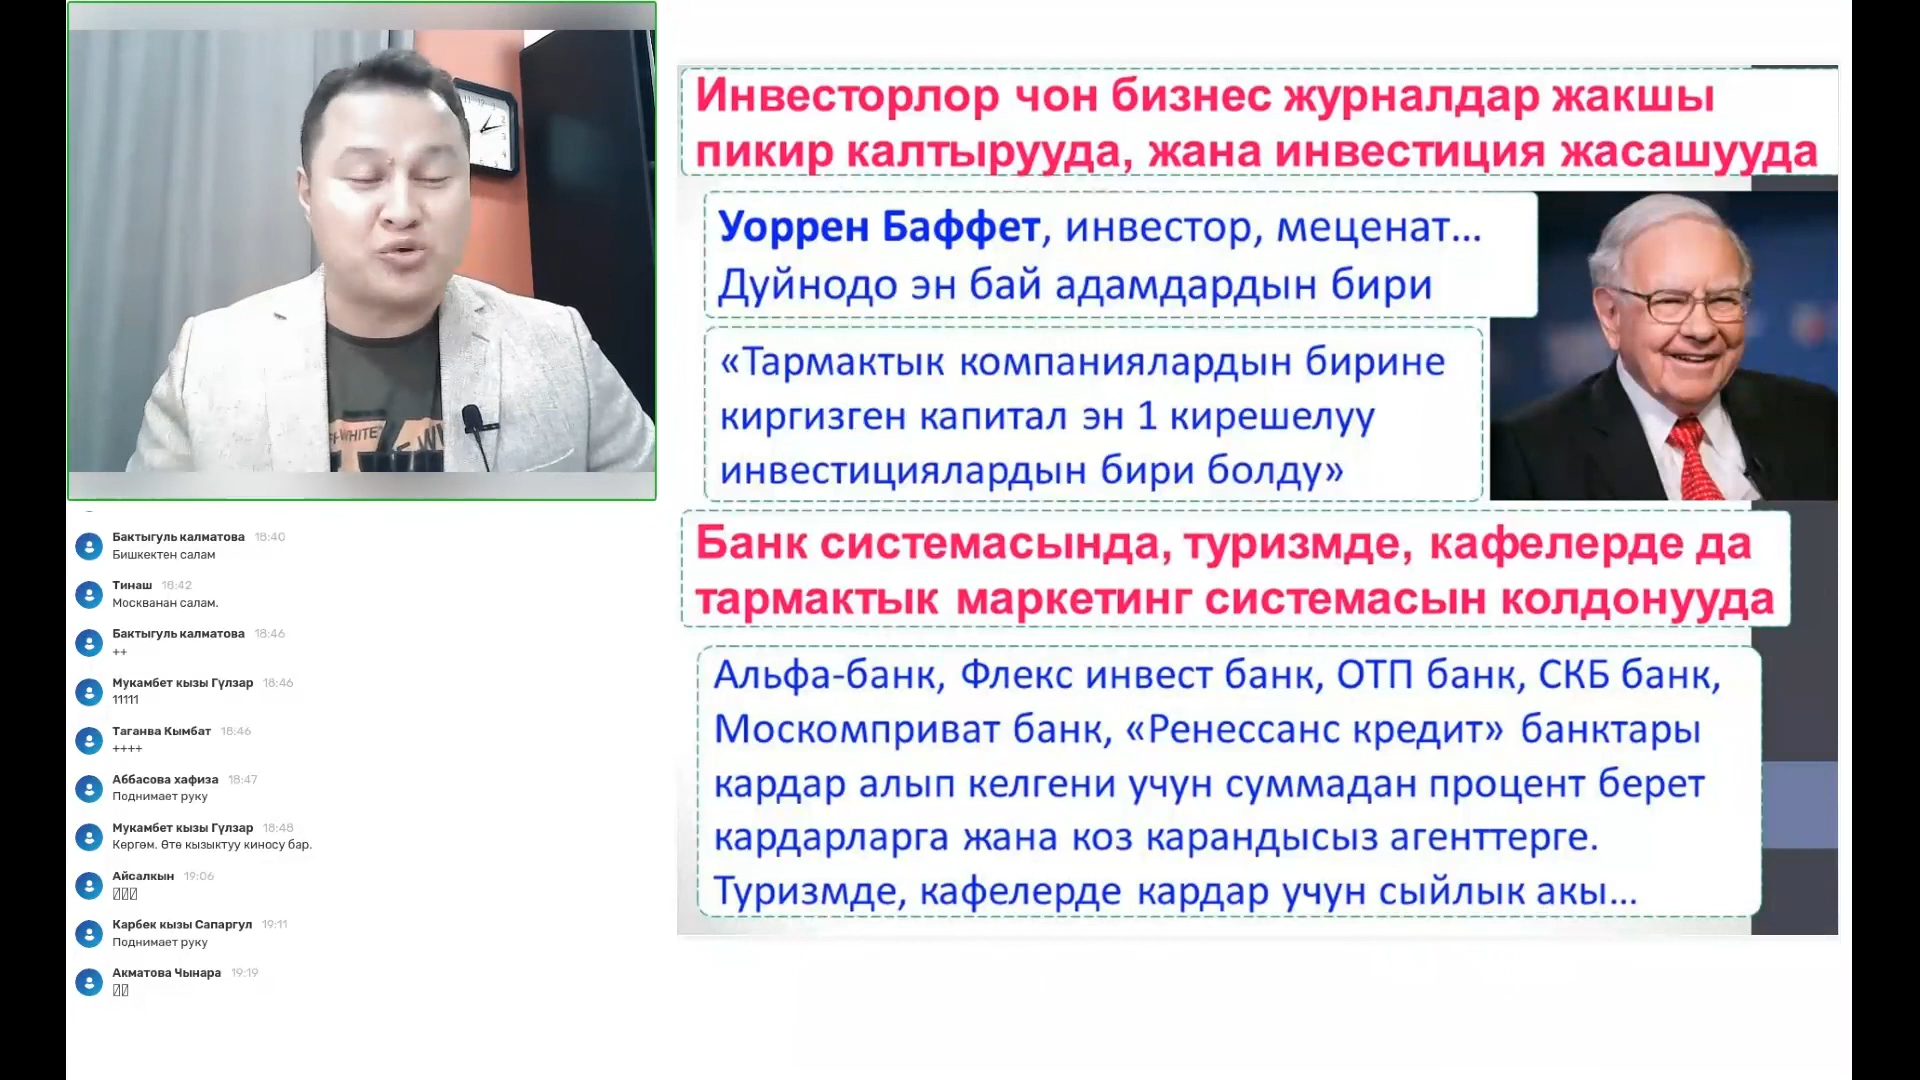 Инвесторлор чон бизнес журналдар жакшы
пикир калтырууда, жана инвестиция жасашууда
Уоррен Баффет, инвестор, меценат...
Дуйнодо эн бай адамдардын бири
«Тармактык компаниялардын бирине
киргизген капитал эн 1 кирешелуу
инвестициялардын бири болду»
Банк системасында, туризмде, кафелерде да
тармактык маркетинг системасын колдонууда
Альфа-банк, Флекс инвест банк, ОТП банк, СКБ банк,
Москомприват банк, «Ренессанс кредит» банктары
кардар алып келгени учун суммадан процент берет
кардарларга жана коз карандысыз агенттерге.
Туризмде, кафелерде кардар учун сыйлык акы...
Бактыгуль калматова 18:40
Бишкектен салам
Тинаш 18:42
Москванан салам.
Бактыгуль калматова 18:46
++
Мукамбет кызы Гүлзар 18:46
11111
Таганва Кымбат 18:46
++++
Аббасова хафиза 18:47
Поднимает руку
Мукамбет кызы Гүлзар 18:48
Көргөм. Өтө кызыктуу киносу бар.
Айсалкын 19:06
Карбек кызы Сапаргул 19:11
Поднимает руку
Акматова Чынара 19:19